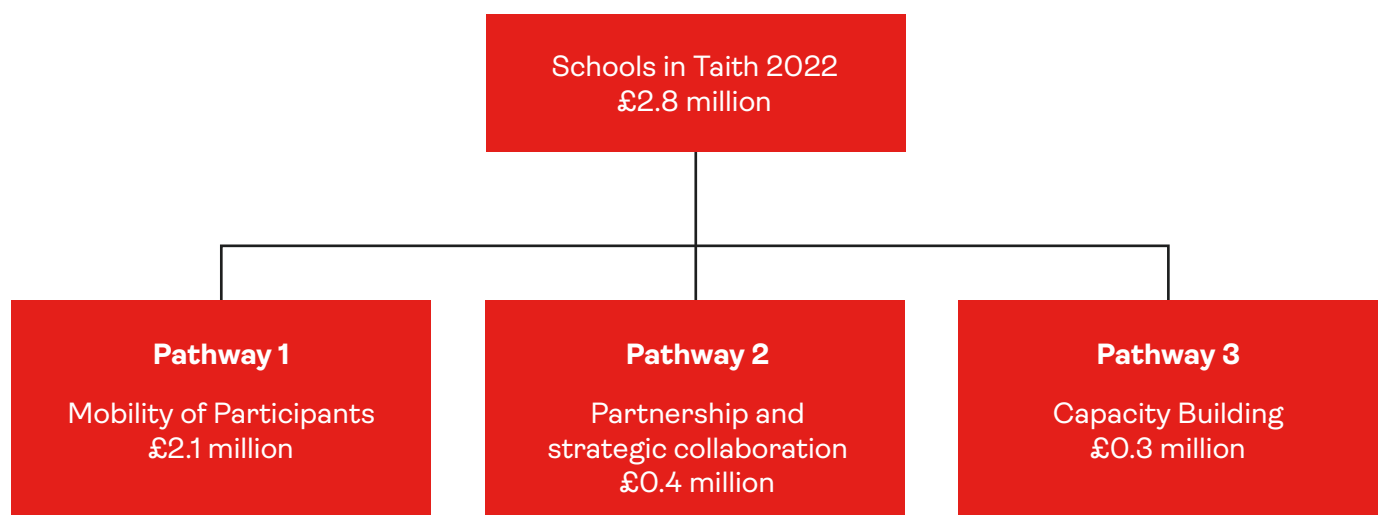 Schools in Taith 2022
£2.8 million
Pathway 1
Mobility of Participants
£2.1 million
Pathway 2
Partnership and
strategic collaboration
£0.4 million
Pathway 3
Capacity Building
£0.3 million